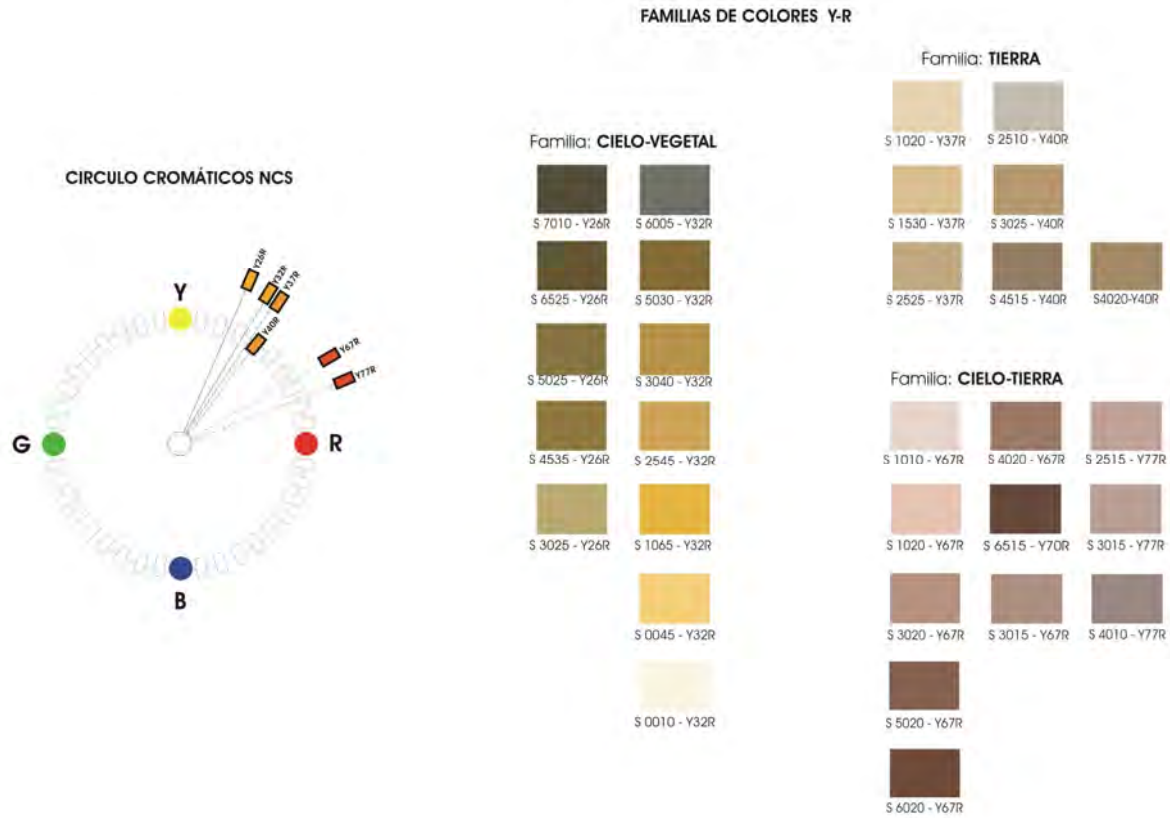 FAMILIAS DE COLORES Y-R
CIRCULO CROMÁTICOS NCS
Y26R
Y32R
Y37R
Y40R
Y67R
Y77R
Y
G
R
B
Familia: CIELO-VEGETAL
S 7010 - Y26R S 6005 - Y32R
S 6525 - Y26R S 5030 - Y32R
S 5025 - Y26R S 3040 - Y32R
S 4535 - Y26R S 2545 - Y32R
S 3025 - Y26R S 1065 - Y32R
S 0045 - Y32R
S 0010 - Y32R
Familia: TIERRA
S 1020 - Y37R S 2510 - Y40R
S 1530 - Y37R S 3025 - Y40R
S 2525 - Y37R S 4515 - Y40R S4020-Y40R
Familia: CIELO-TIERRA
S 1010 - Y67R S 4020 - Y67R S 2515 - Y77R
S 1020 - Y67R S 6515 - Y70R S 3015 - Y77R
S 3020 - Y67R S 3015 - Y67R S 4010 - Y77R
S 5020 - Y67R
S 6020 - Y67R